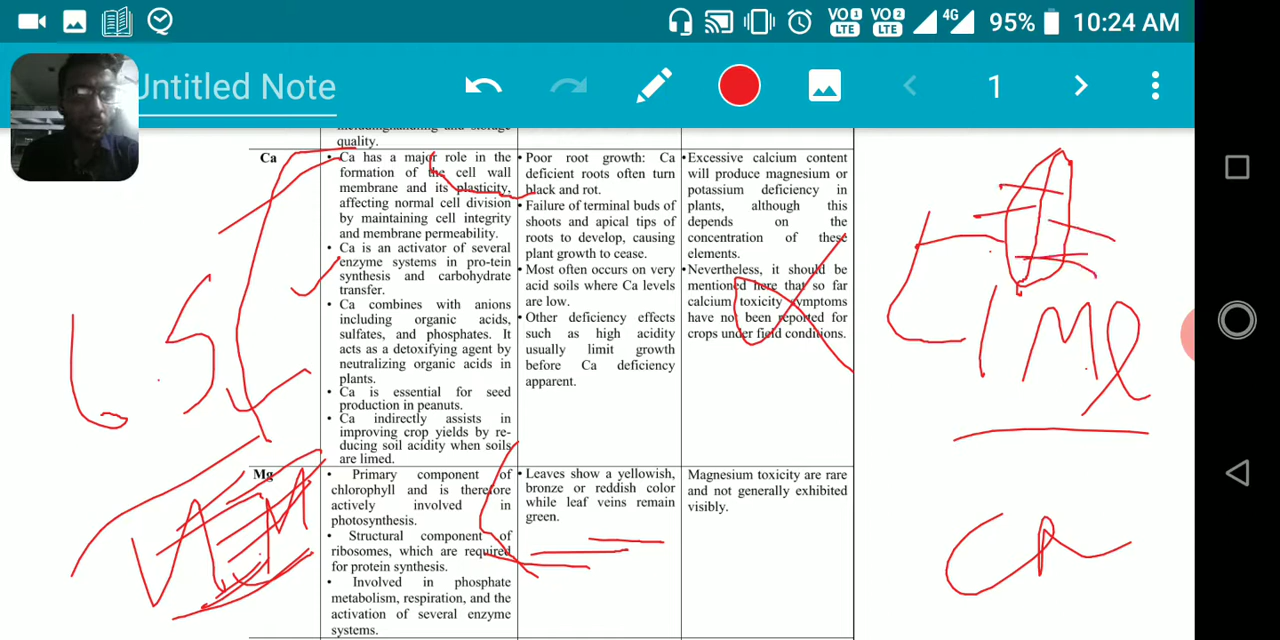 VO 1 LTE VO 2 LTE 4G 95% 10:24 AM
Untitled Note 1
quality.
Ca
• Ca has a major role in the
formation of the cell wall
membrane and its plasticity,
affecting normal cell division
by maintaining cell integrity
and membrane permeability.
• Ca is an activator of several
enzyme systems in pro-tein
synthesis and carbohydrate
transfer.
• Ca combines with anions
including organic acids,
sulfates, and phosphates. It
acts as a detoxifying agent by
neutralizing organic acids in
plants.
• Ca is essential for seed
production in peanuts.
• Ca indirectly assists in
improving crop yields by re-
ducing soil acidity when soils
are limed.
• Poor root growth: Ca
deficient roots often turn
black and rot.
• Failure of terminal buds of
shoots and apical tips of
roots to develop, causing
plant growth to cease.
• Most often occurs on very
acid soils where Ca levels
are low.
• Other deficiency effects
such as high acidity
usually limit growth
before Ca deficiency
apparent.
• Excessive calcium content
will produce magnesium or
potassium deficiency in
plants, although this
depends on the
concentration of these
elements.
• Nevertheless, it should be
mentioned here that so far
calcium toxicity symptoms
have not been reported for
crops under field conditions.
Mg
• Primary component of
chlorophyll and is therefore
actively involved in
photosynthesis.
• Structural component of
ribosomes, which are required
for protein synthesis.
• Involved in phosphate
metabolism, respiration, and the
activation of several enzyme
systems.
• Leaves show a yellowish,
bronze or reddish color
while leaf veins remain
green.
Magnesium toxicity are rare
and not generally exhibited
visibly.
Lime
Ca